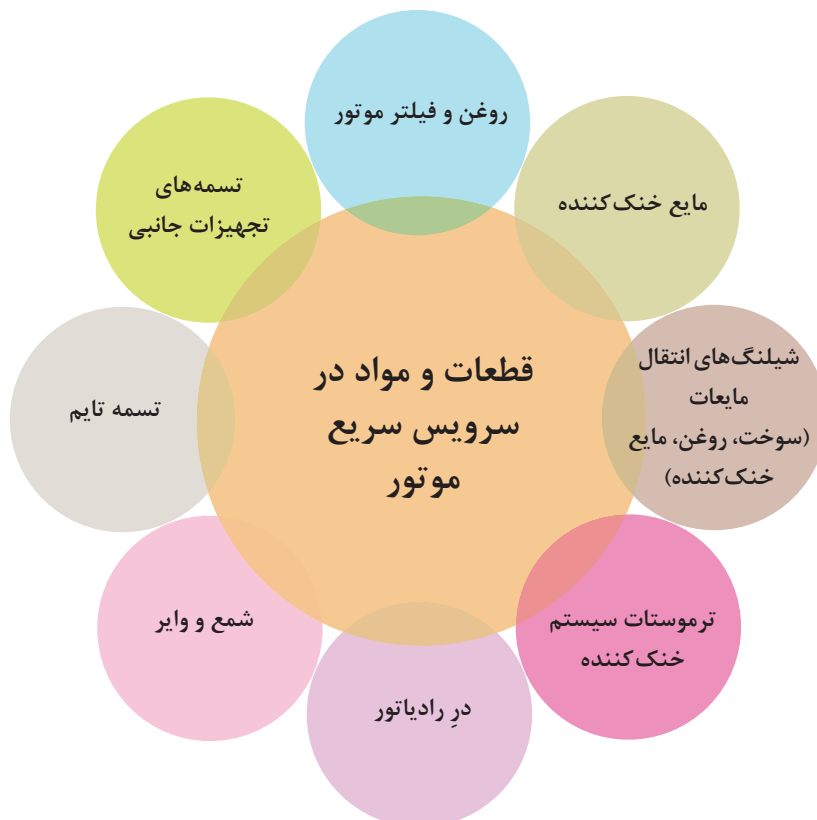 روغن و فیلتر موتور
مایع خنک‌کننده
شیلنگ‌های انتقال
مایعات
(سوخت، روغن، مایع
خنک‌کننده)
ترموستات سیستم
خنک‌کننده
درِ رادیاتور
شمع و وایر
تسمه تایم
تسمه‌های
تجهیزات جانبی
قطعات و مواد در
سرویس سریع
موتور